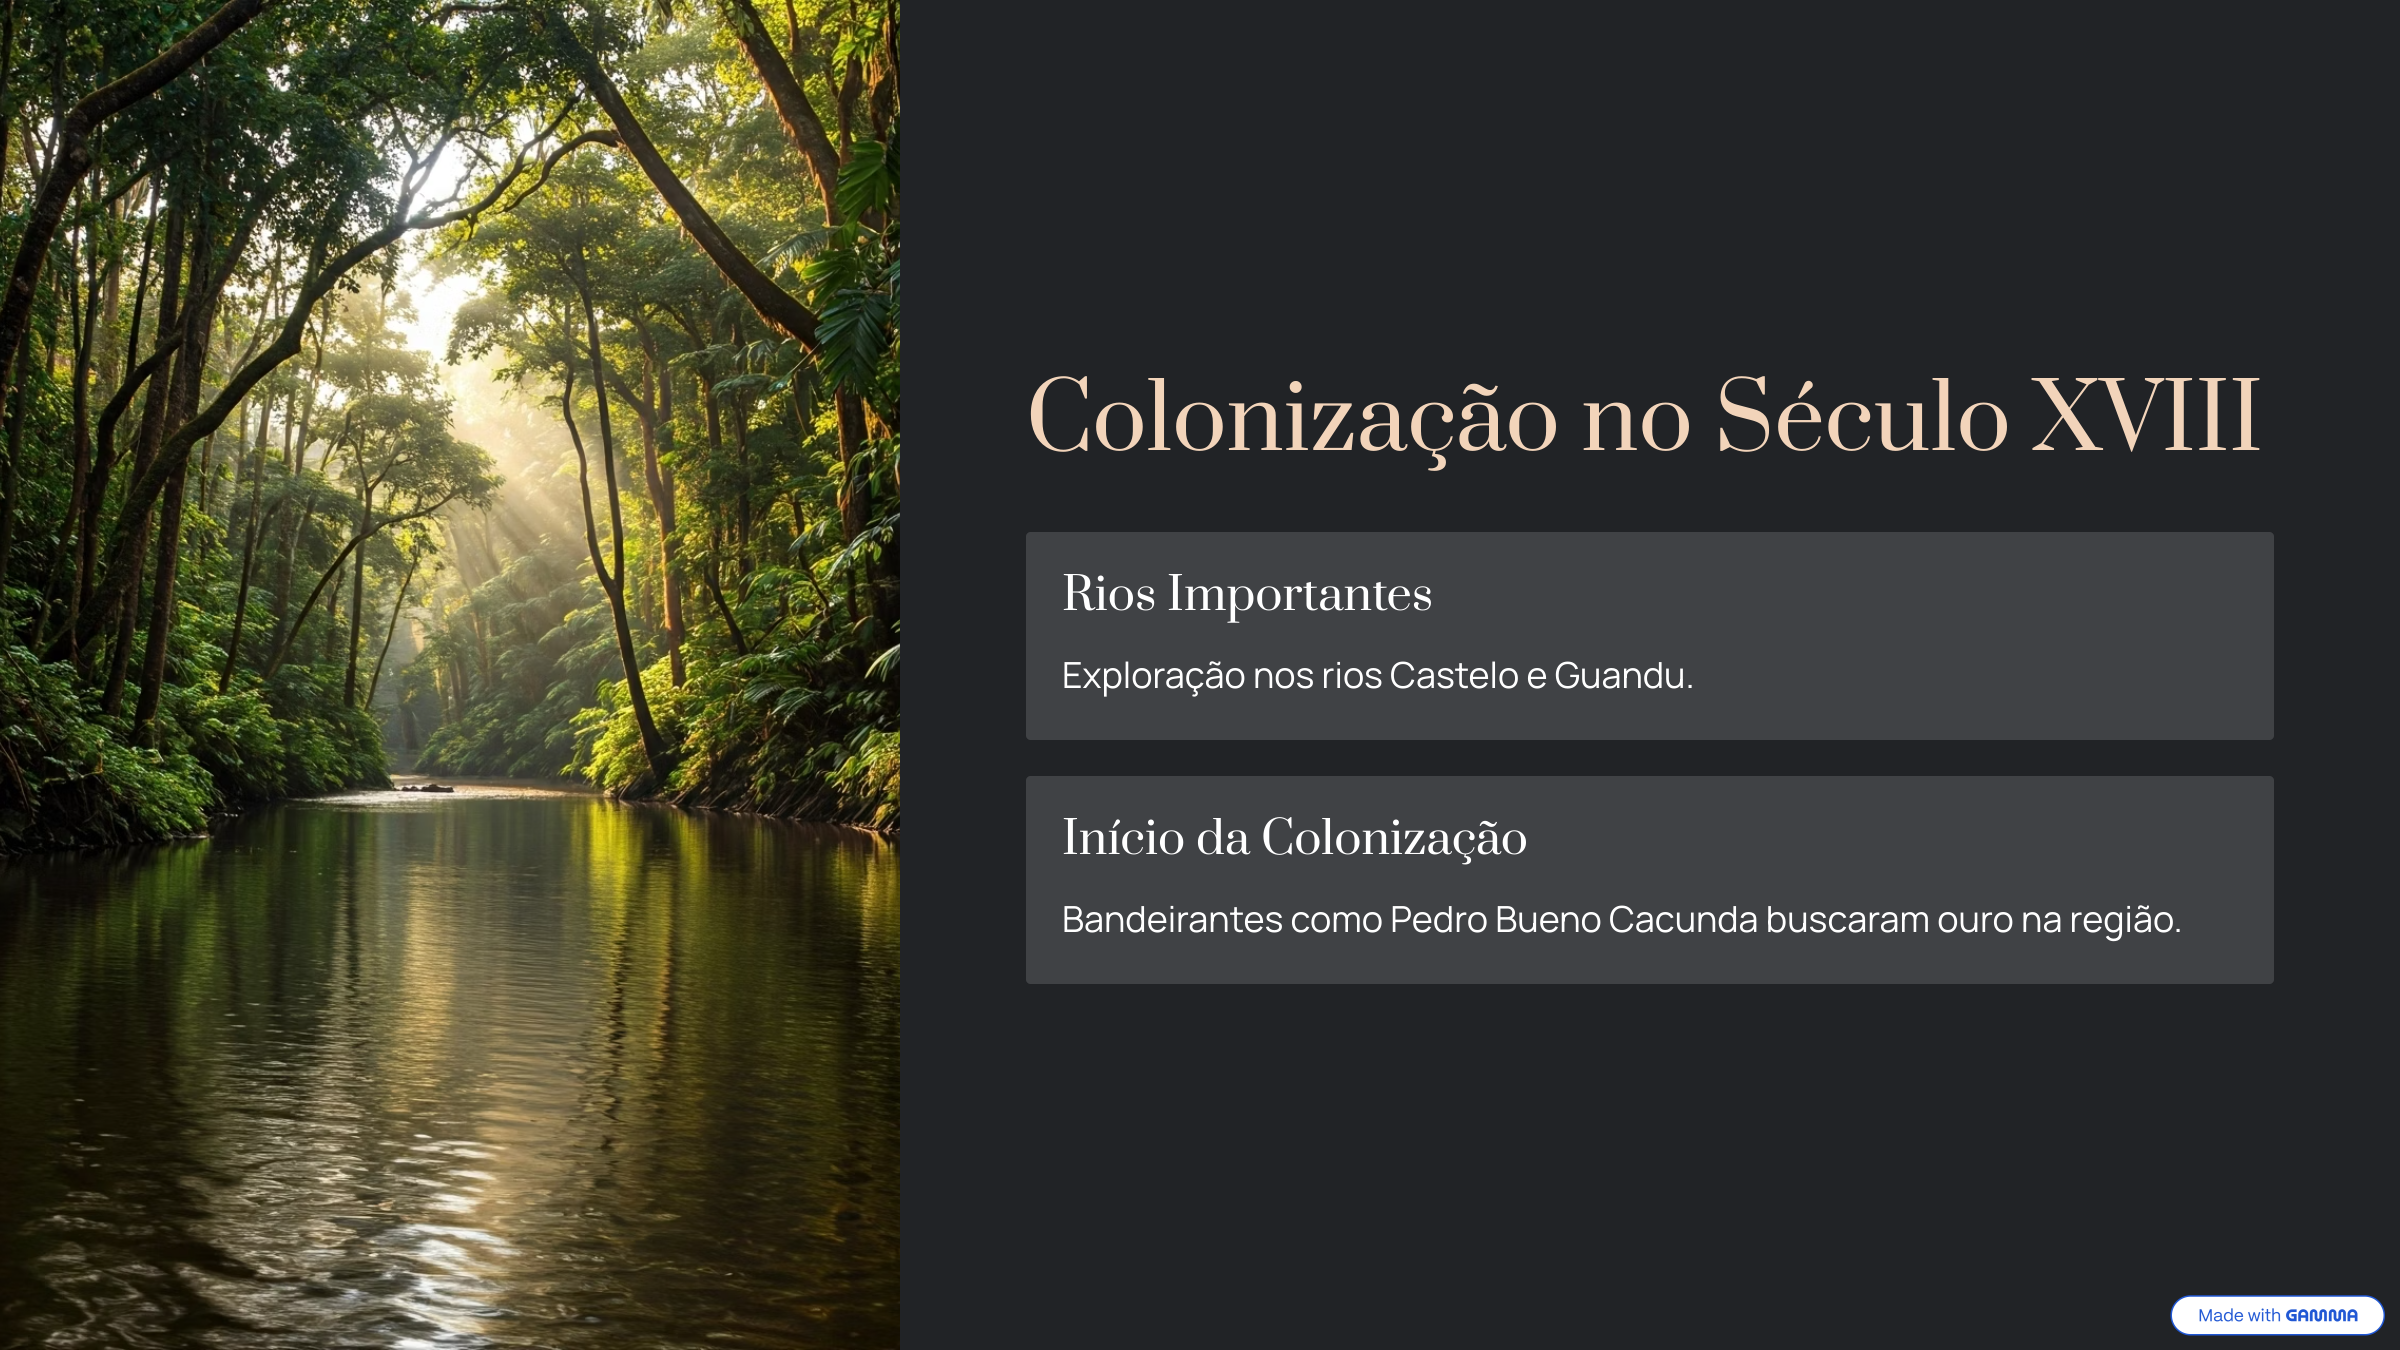 Colonização no Século XVIII
Rios Importantes
Exploração nos rios Castelo e Guandu.
Início da Colonização
Bandeirantes como Pedro Bueno Cacunda buscaram ouro na região.
Made with GAMMA